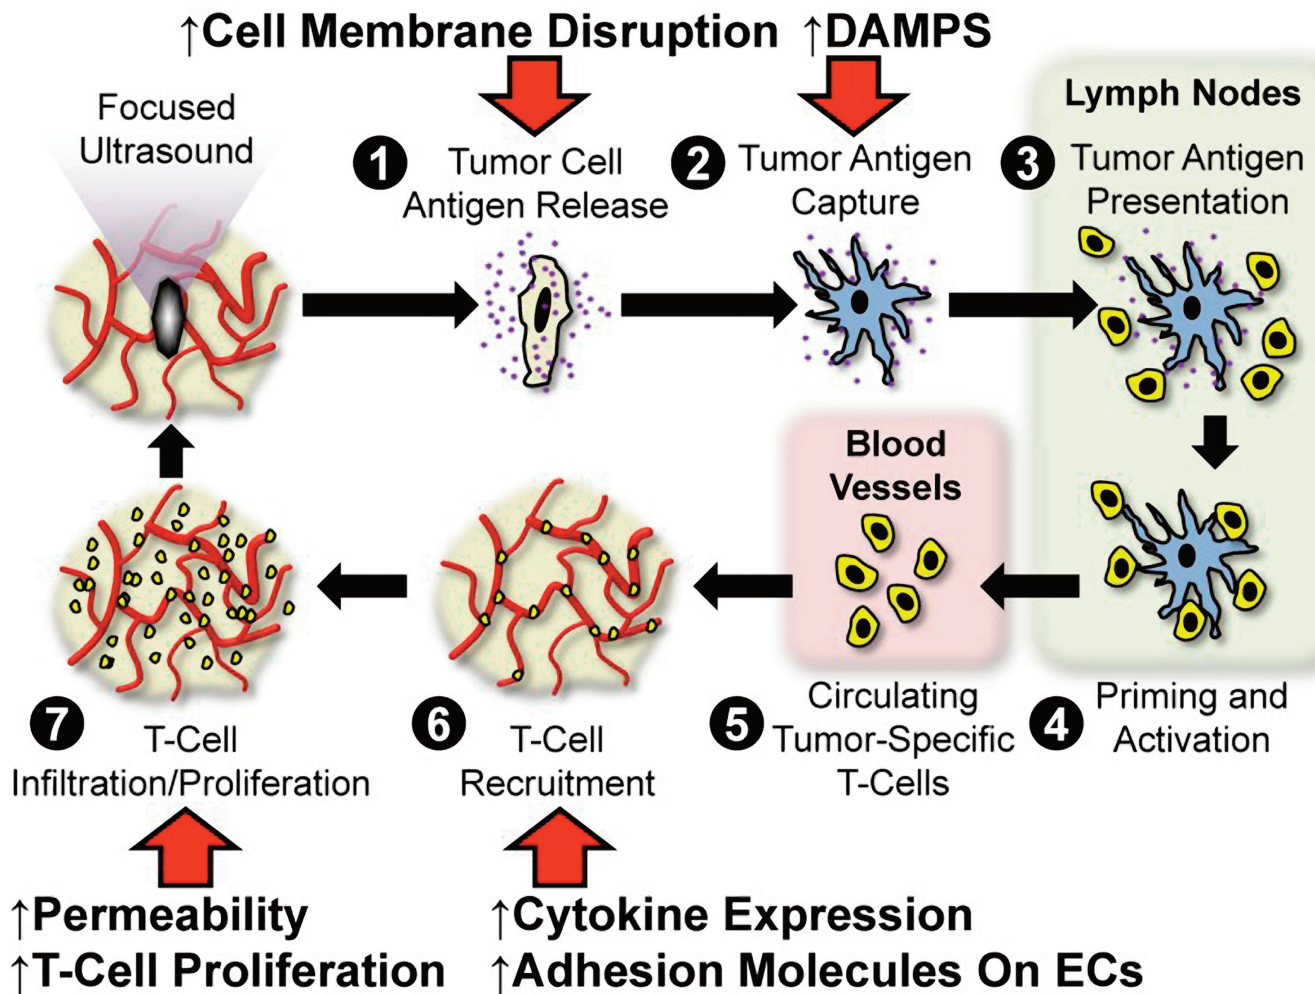 ↑Cell Membrane Disruption ↑DAMPS
Focused
Ultrasound
1 Tumor Cell
Antigen Release
2 Tumor Antigen
Capture
Lymph Nodes
3 Tumor Antigen
Presentation
Blood
Vessels
4 Priming and
Activation
5 Circulating
Tumor-Specific
T-Cells
6 T-Cell
Recruitment
7 T-Cell
Infiltration/Proliferation
↑Permeability
↑T-Cell Proliferation
↑Cytokine Expression
↑Adhesion Molecules On ECs